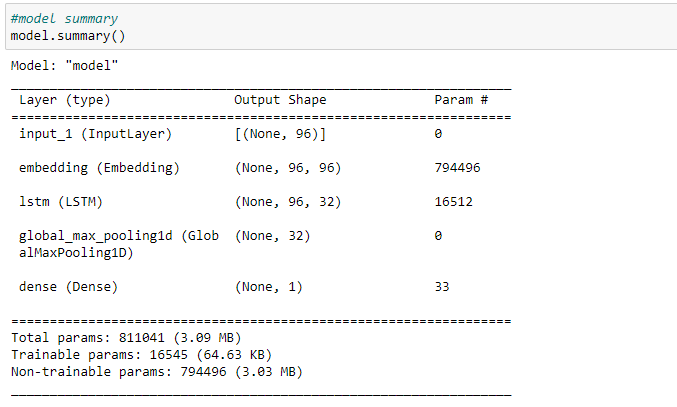 #model summary
model.summary()
Model: "model"
_________________________________________________________________
Layer (type) Output Shape Param #
=================================================================
input_1 (InputLayer) [(None, 96)] 0
embedding (Embedding) (None, 96, 96) 794496
lstm (LSTM) (None, 96, 32) 16512
global_max_pooling1d (Glob (None, 32) 0
alMaxPooling1D)
dense (Dense) (None, 1) 33
=================================================================
Total params: 811041 (3.09 MB)
Trainable params: 16545 (64.63 KB)
Non-trainable params: 794496 (3.03 MB)
_________________________________________________________________